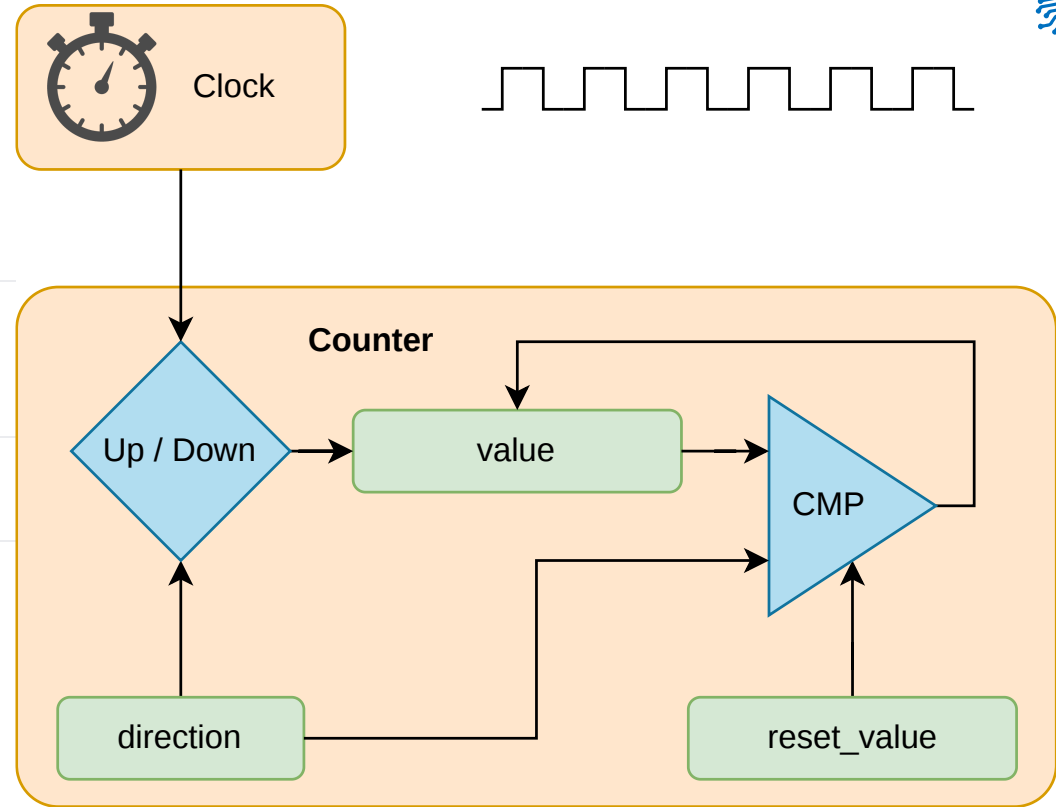 Clock
Counter
Up / Down
value
CMP
direction
reset_value